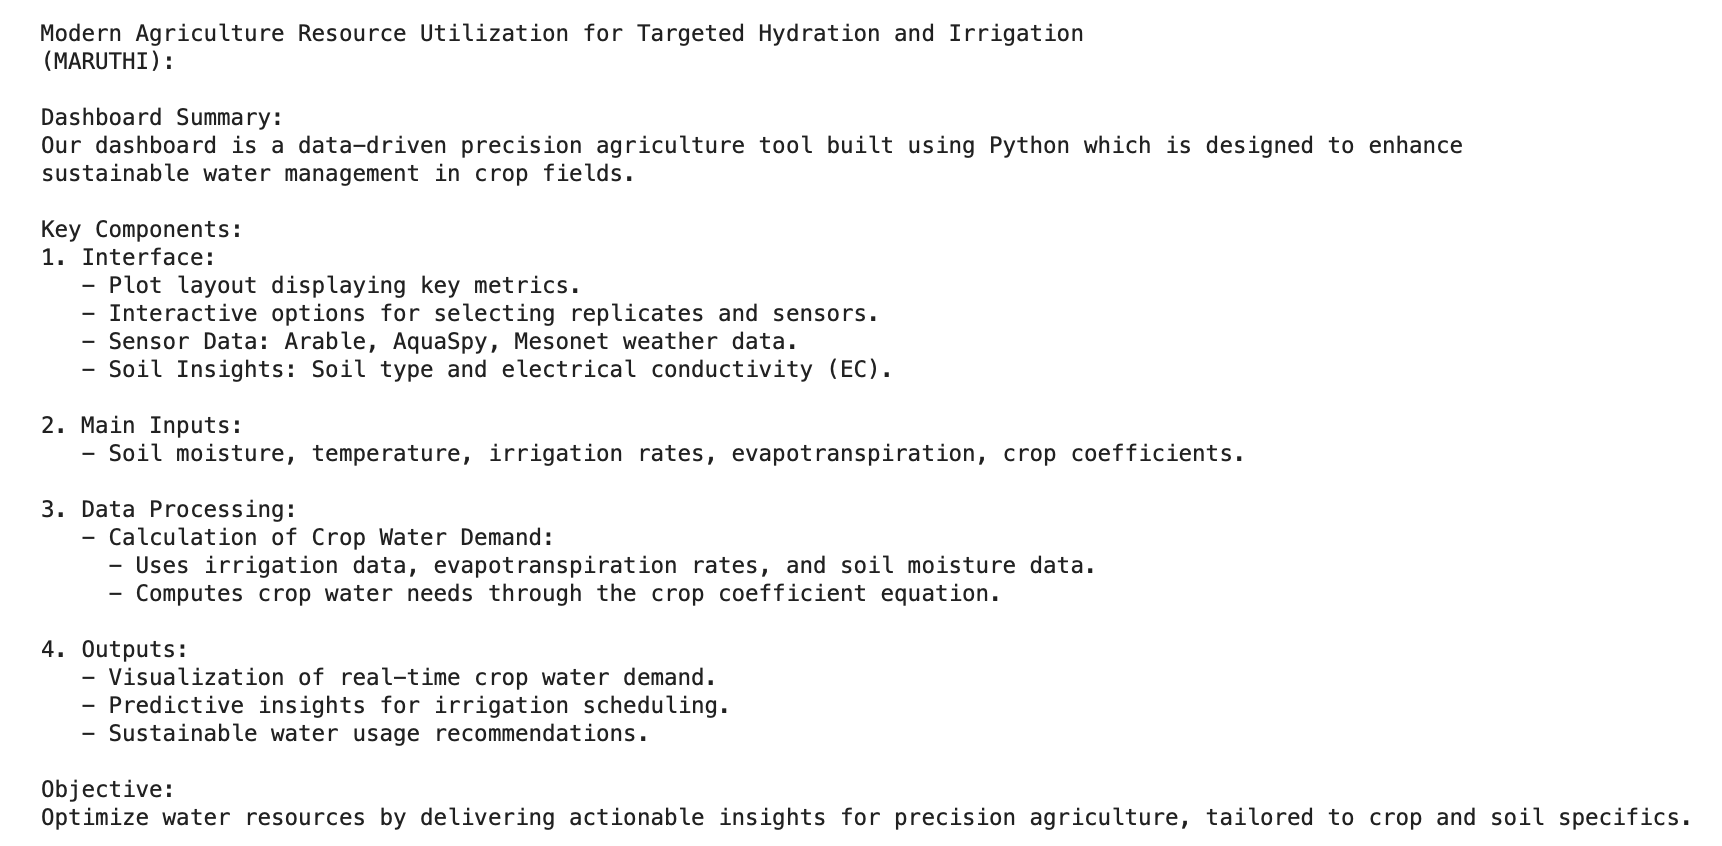 Modern Agriculture Resource Utilization for Targeted Hydration and Irrigation
(MARUTHI):
Dashboard Summary:
Our dashboard is a data-driven precision agriculture tool built using Python which is designed to enhance
sustainable water management in crop fields.
Key Components:
1. Interface:
   - Plot layout displaying key metrics.
   - Interactive options for selecting replicates and sensors.
   - Sensor Data: Arable, AquaSpy, Mesonet weather data.
   - Soil Insights: Soil type and electrical conductivity (EC).
2. Main Inputs:
   - Soil moisture, temperature, irrigation rates, evapotranspiration, crop coefficients.
3. Data Processing:
   - Calculation of Crop Water Demand:
     - Uses irrigation data, evapotranspiration rates, and soil moisture data.
     - Computes crop water needs through the crop coefficient equation.
4. Outputs:
   - Visualization of real-time crop water demand.
   - Predictive insights for irrigation scheduling.
   - Sustainable water usage recommendations.
Objective:
Optimize water resources by delivering actionable insights for precision agriculture, tailored to crop and soil specifics.